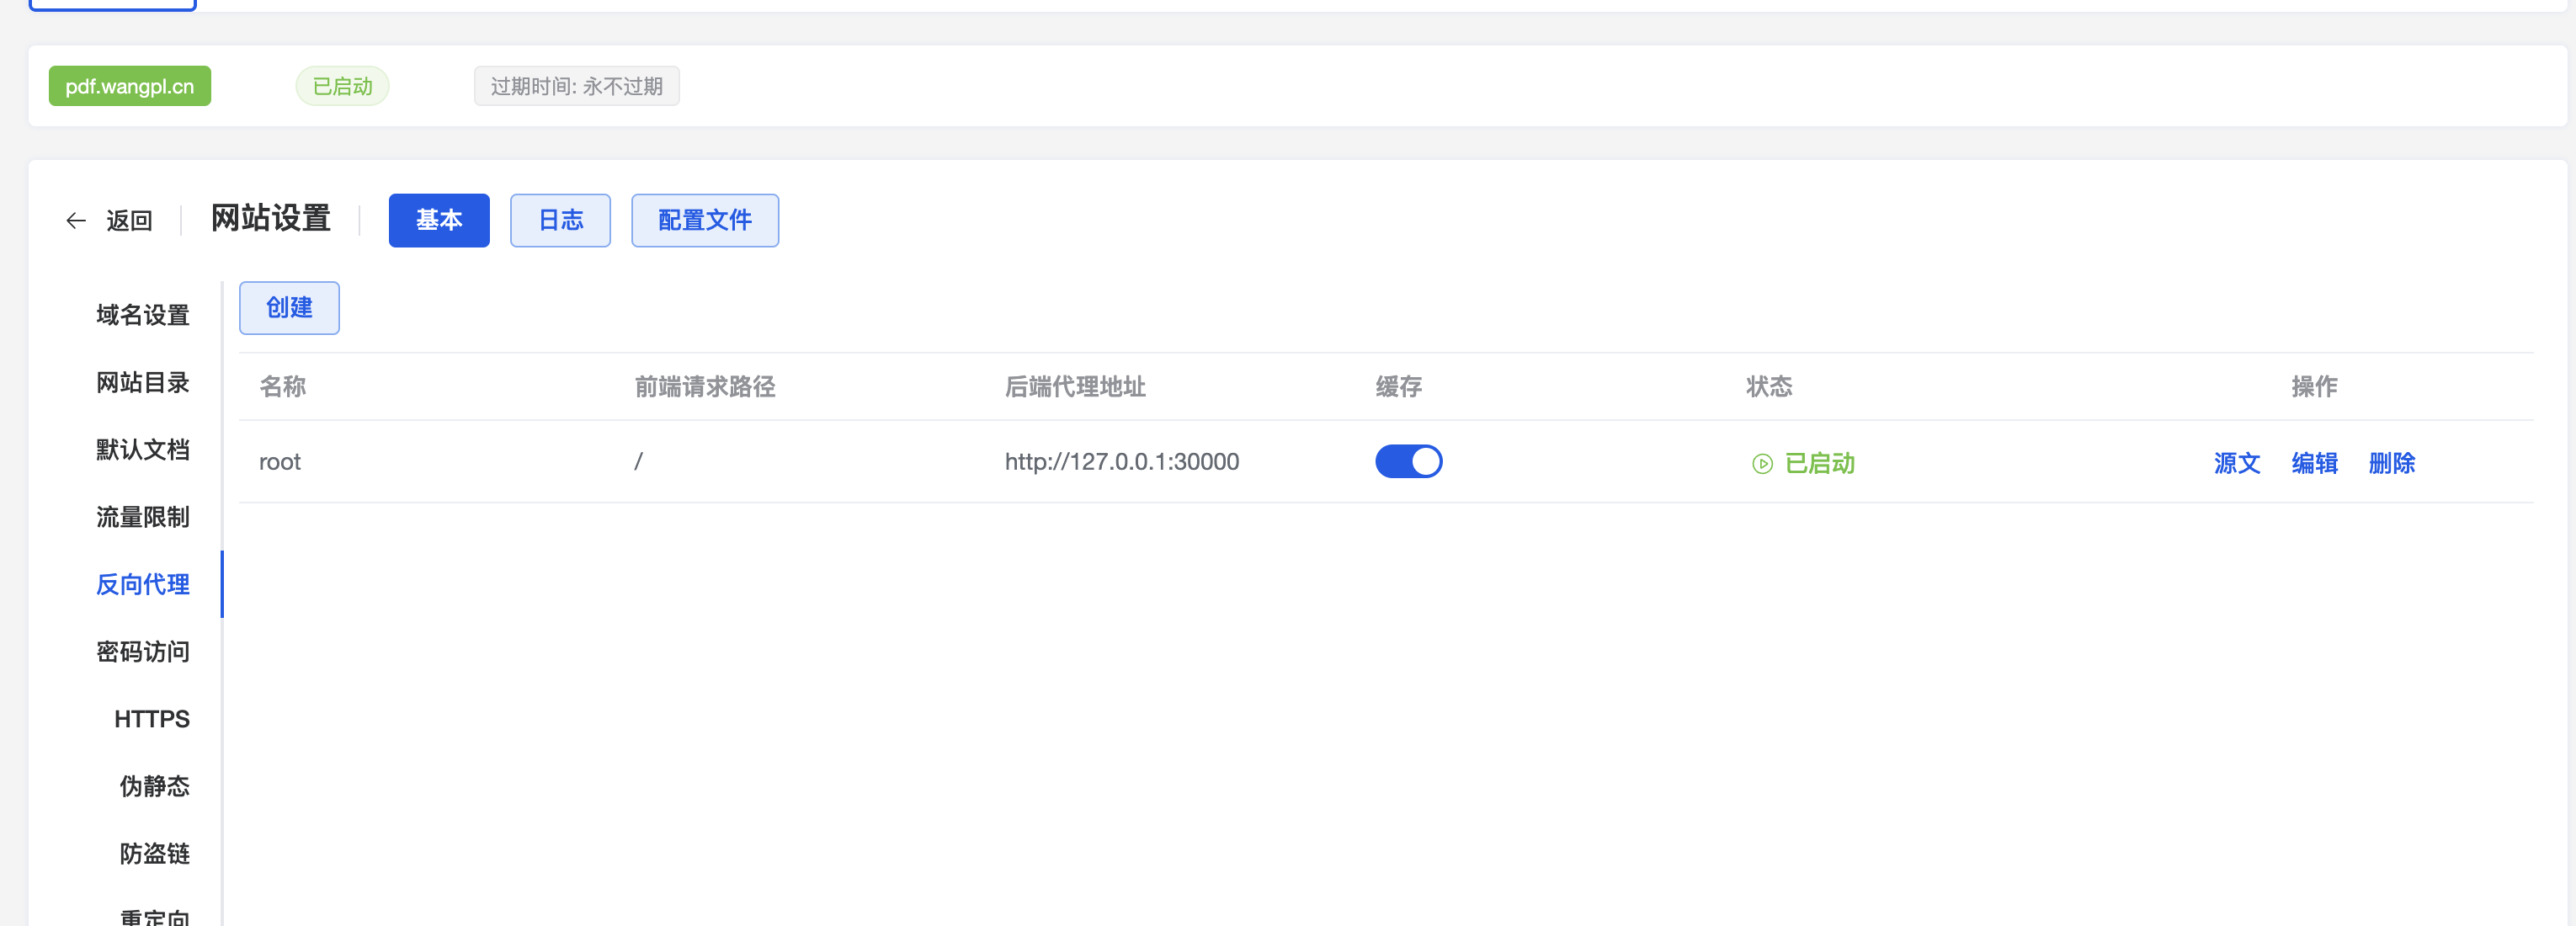 pdf.wangpl.cn 已启动 过期时间: 永不过期
← 返回 网站设置 基本 日志 配置文件
域名设置
网站目录
默认文档
流量限制
反向代理
密码访问
HTTPS
伪静态
防盗链
重定向
创建
名称 前端请求路径 后端代理地址 缓存 状态 操作
root / http://127.0.0.1:30000 已启动 源文 编辑 删除